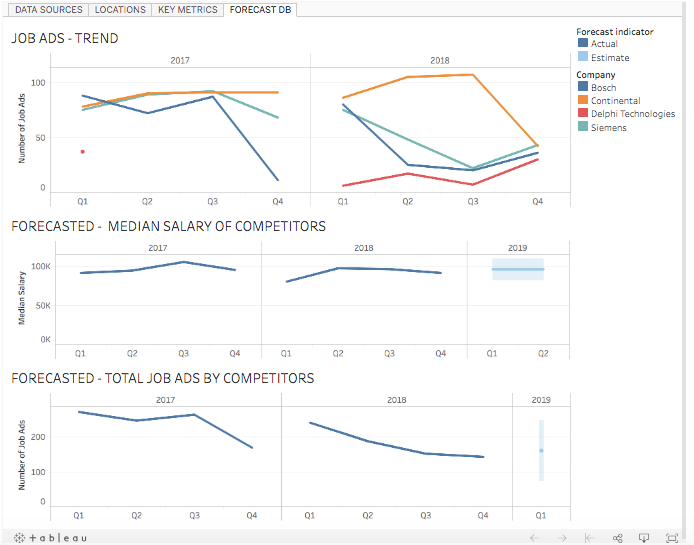 DATA SOURCES LOCATIONS KEY METRICS FORECAST DB
JOB ADS - TREND
2017 2018
Number of Job Ads
100
50
0
Q1 Q2 Q3 Q4 Q1 Q2 Q3 Q4
Forecast indicator
Actual
Estimate
Company
Bosch
Continental
Delphi Technologies
Siemens
FORECASTED - MEDIAN SALARY OF COMPETITORS
2017 2018 2019
Median Salary
100K
50K
0K
Q1 Q2 Q3 Q4 Q1 Q2 Q3 Q4 Q1 Q2
FORECASTED - TOTAL JOB ADS BY COMPETITORS
2017 2018 2019
Number of Job Ads
200
100
0
Q1 Q2 Q3 Q4 Q1 Q2 Q3 Q4 Q1
+ableau